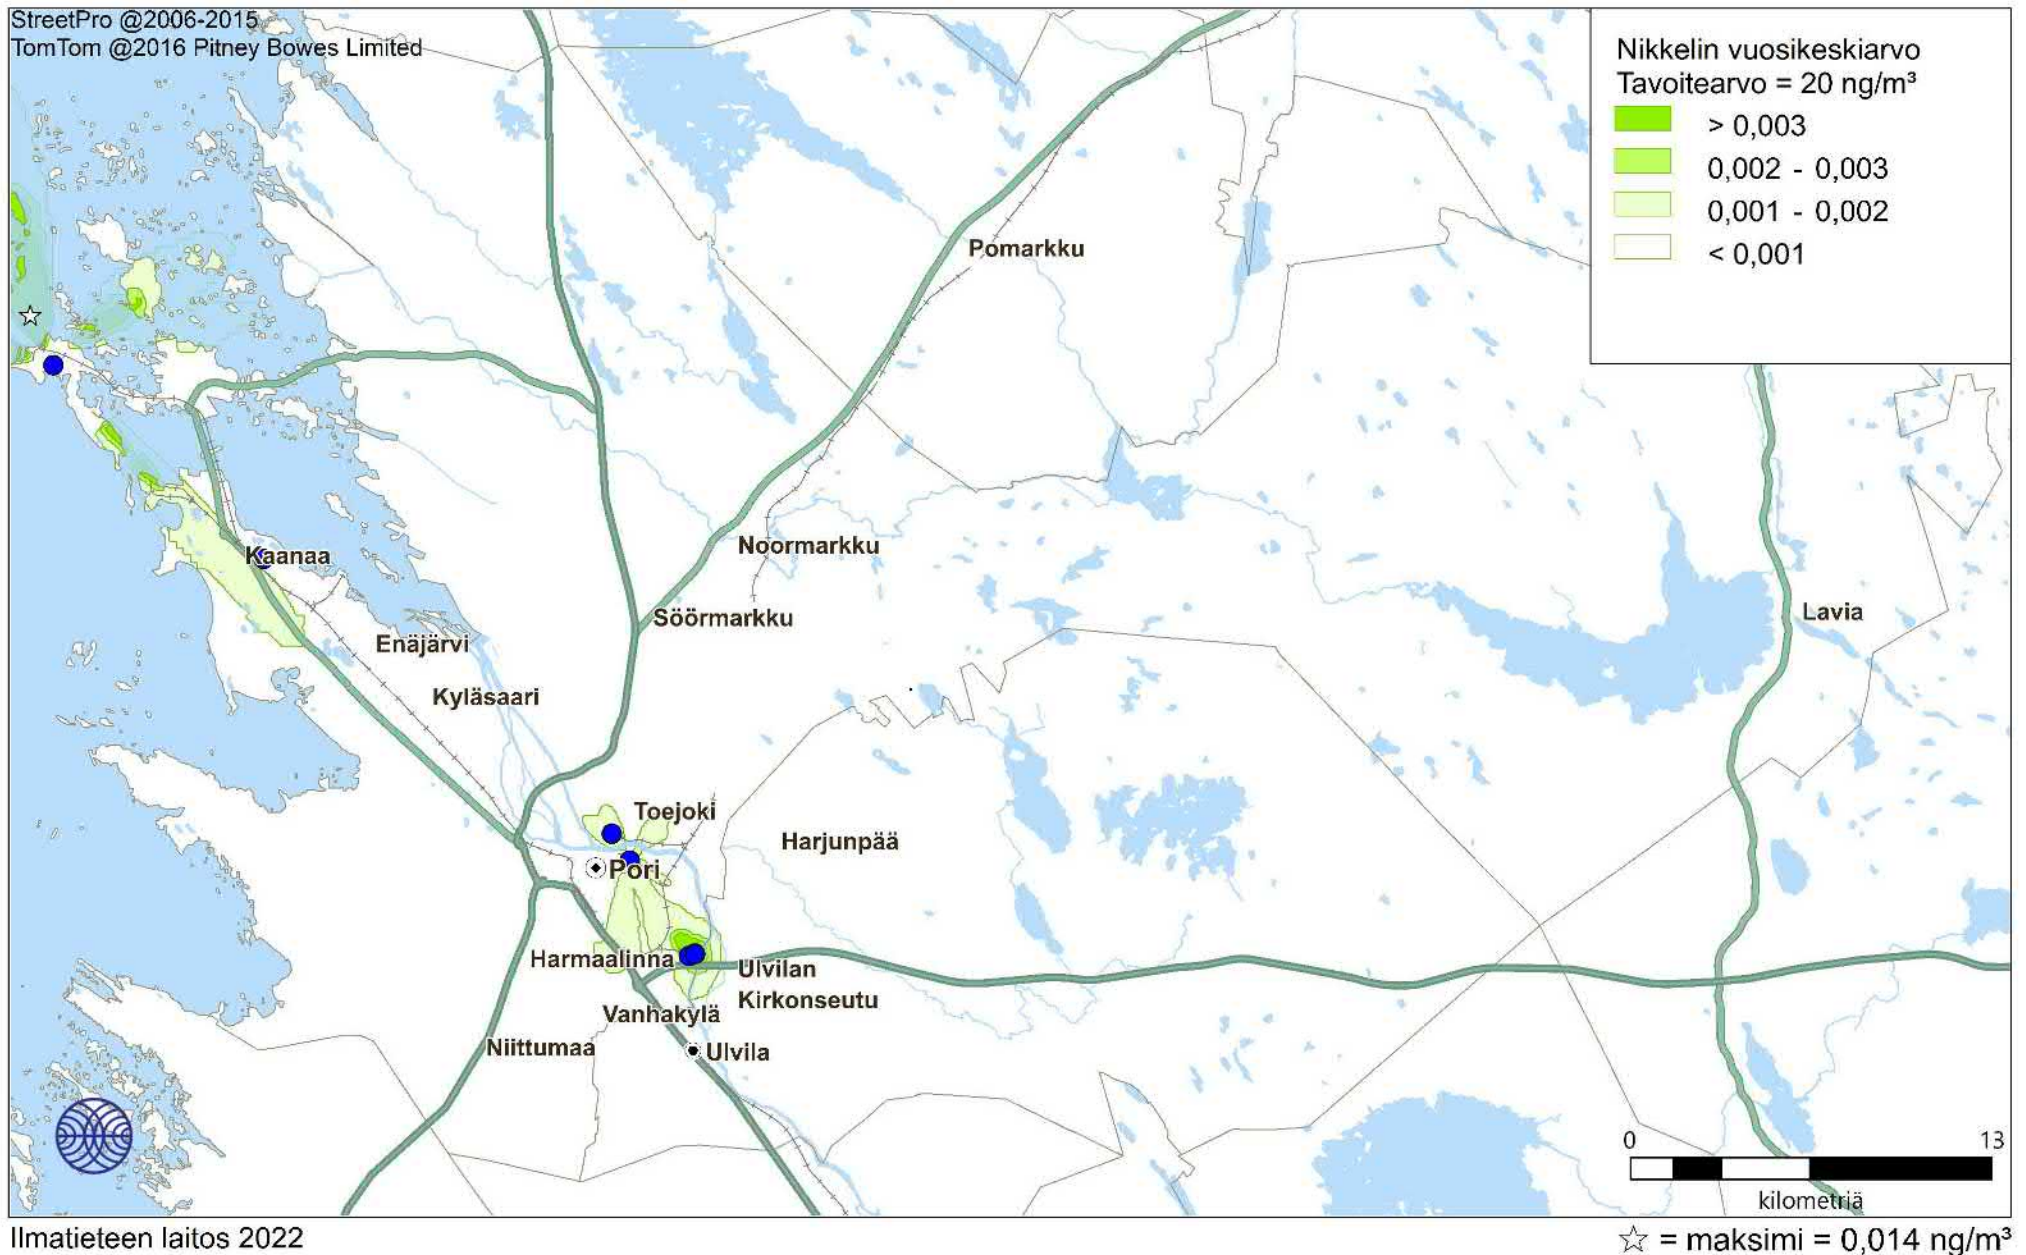 StreetPro @2006-2015
TomTom @2016 Pitney Bowes Limited
Nikkelin vuosikeskiarvo
Tavoitearvo = 20 ng/m³
> 0,003
0,002 - 0,003
0,001 - 0,002
< 0,001
Pomarkku
Noormarkku
Kaanaa
Söörmarkku
Lavia
Enäjärvi
Kyläsaari
Toejoki
Harjunpää
Pori
Harmaalinna
Ulvilan
Kirkonseutu
Vanhakylä
Niittumaa
Ulvila
0 13
kilometriä
Ilmatieteen laitos 2022
☆ = maksimi = 0,014 ng/m³